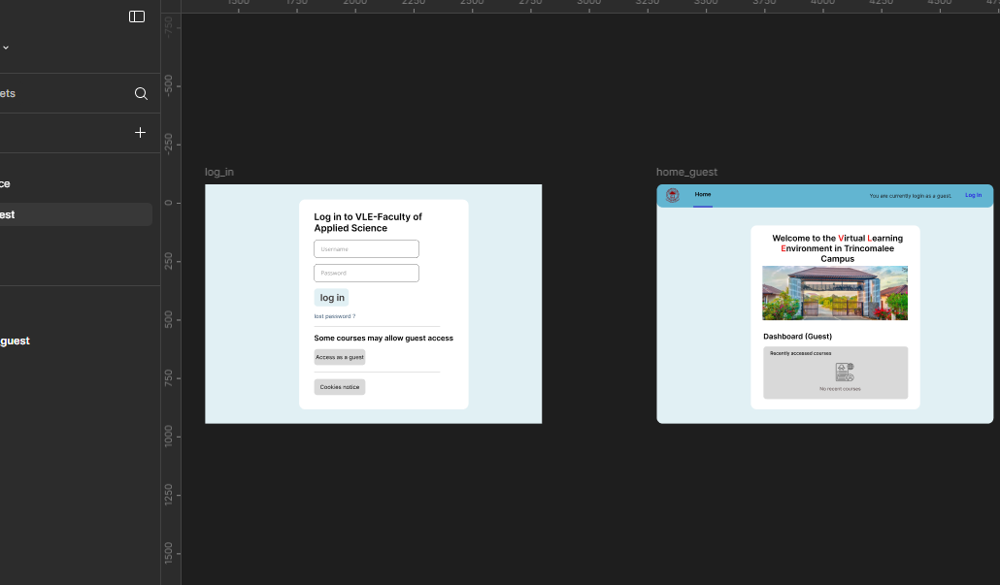 1500 1750 2000 2250 2500 2750 3000 3250 3500 3750 4000 4250 4500
-750
ets
-500
-250
log_in
home_guest
ce
est
0
Home
You are currently login as a guest.
Log In
Log in to VLE-Faculty of
Applied Science
Username
Password
log in
lost password ?
Some courses may allow guest access
Access as a guest
Cookies notice
Welcome to the Virtual Learning
Environment in Trincomalee
Campus
Dashboard (Guest)
Recently accessed courses
No recent courses
250
500
guest
750
1000
1250
1500